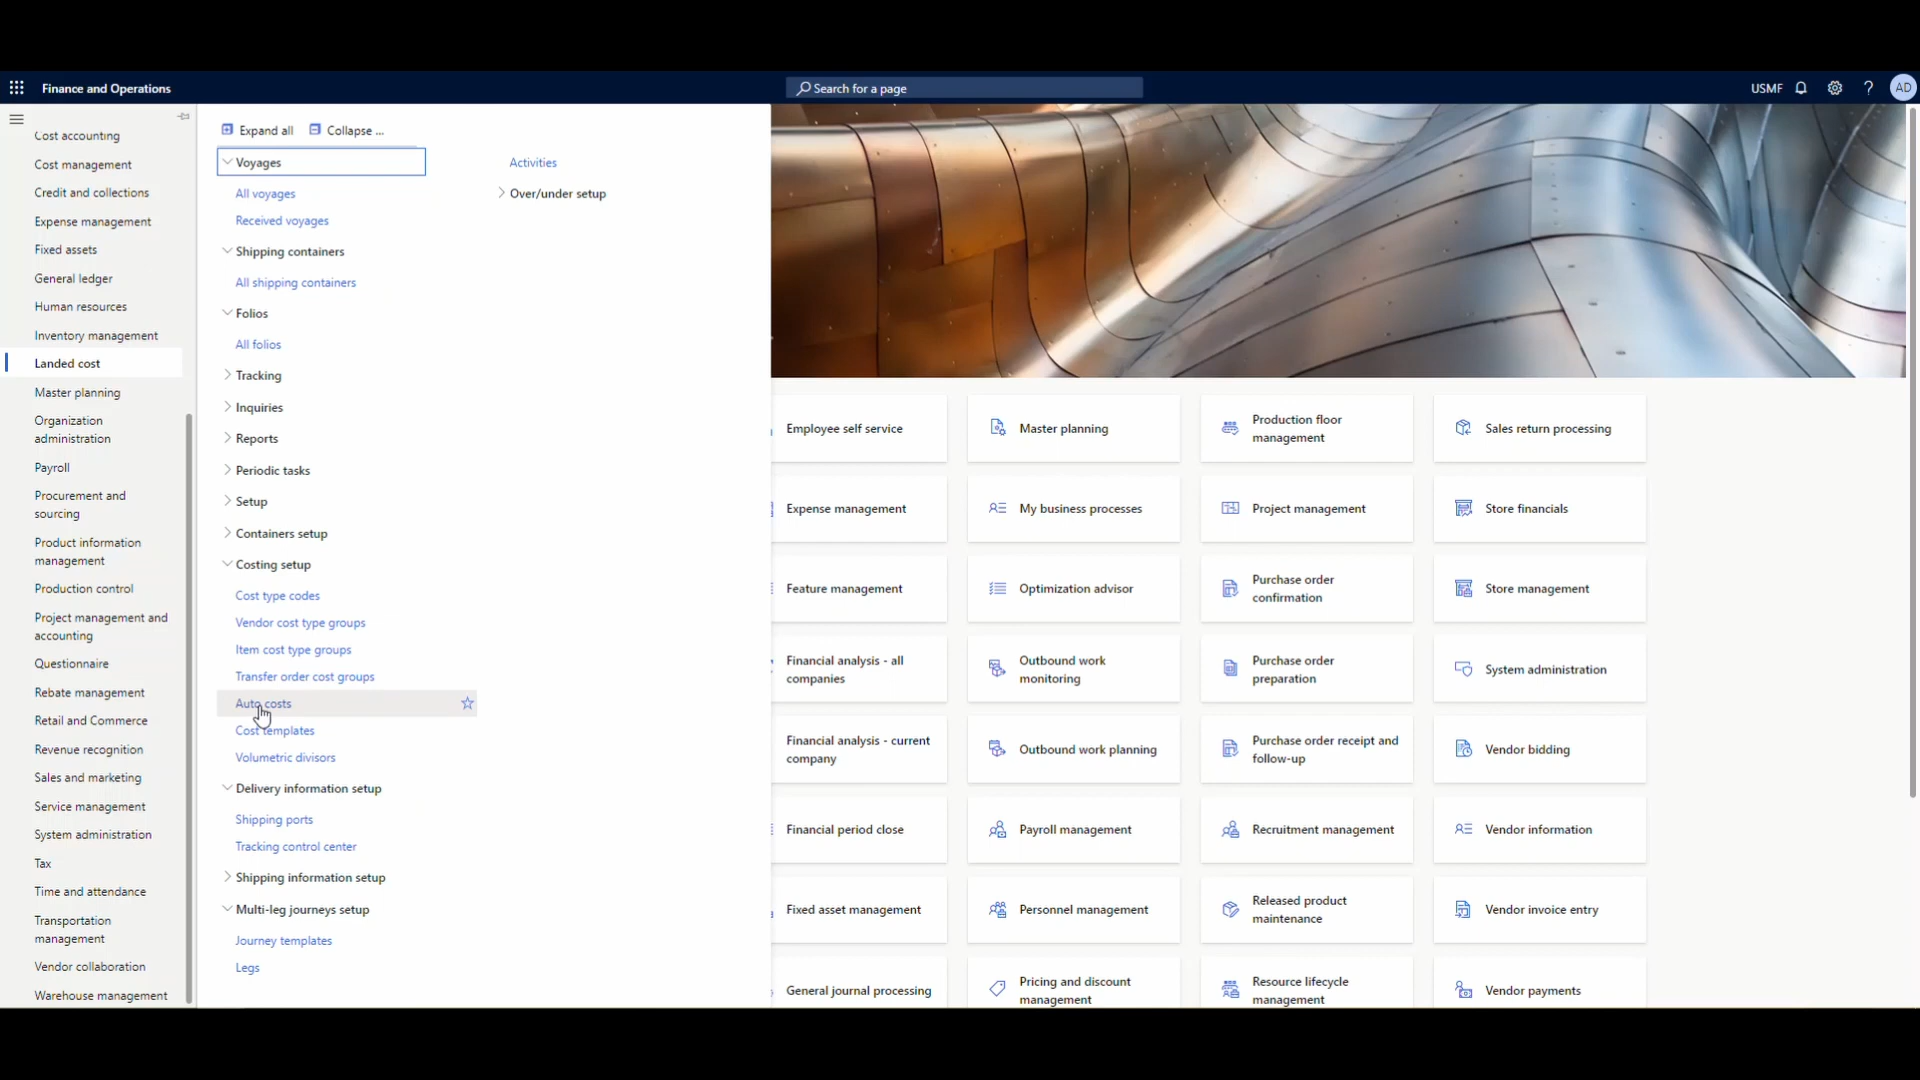 Finance and Operations
Search for a page
USMF
AD
Cost accounting
Cost management
Credit and collections
Expense management
Fixed assets
General ledger
Human resources
Inventory management
Landed cost
Master planning
Organization
administration
Payroll
Procurement and
sourcing
Product information
management
Production control
Project management and
accounting
Questionnaire
Rebate management
Retail and Commerce
Revenue recognition
Sales and marketing
Service management
System administration
Tax
Time and attendance
Transportation
management
Vendor collaboration
Warehouse management
Expand all
Collapse ...
Voyages
All voyages
Received voyages
Shipping containers
All shipping containers
Folios
All folios
Tracking
Inquiries
Reports
Periodic tasks
Setup
Containers setup
Costing setup
Cost type codes
Vendor cost type groups
Item cost type groups
Transfer order cost groups
Auto costs
Cost templates
Volumetric divisors
Delivery information setup
Shipping ports
Tracking control center
Shipping information setup
Multi-leg journeys setup
Journey templates
Legs
Activities
Over/under setup
Employee self service
Master planning
Production floor
management
Sales return processing
Expense management
My business processes
Project management
Store financials
Feature management
Optimization advisor
Purchase order
confirmation
Store management
Financial analysis - all
companies
Outbound work
monitoring
Purchase order
preparation
System administration
Financial analysis - current
company
Outbound work planning
Purchase order receipt and
follow-up
Vendor bidding
Financial period close
Payroll management
Recruitment management
Vendor information
Fixed asset management
Personnel management
Released product
maintenance
Vendor invoice entry
General journal processing
Pricing and discount
management
Resource lifecycle
management
Vendor payments